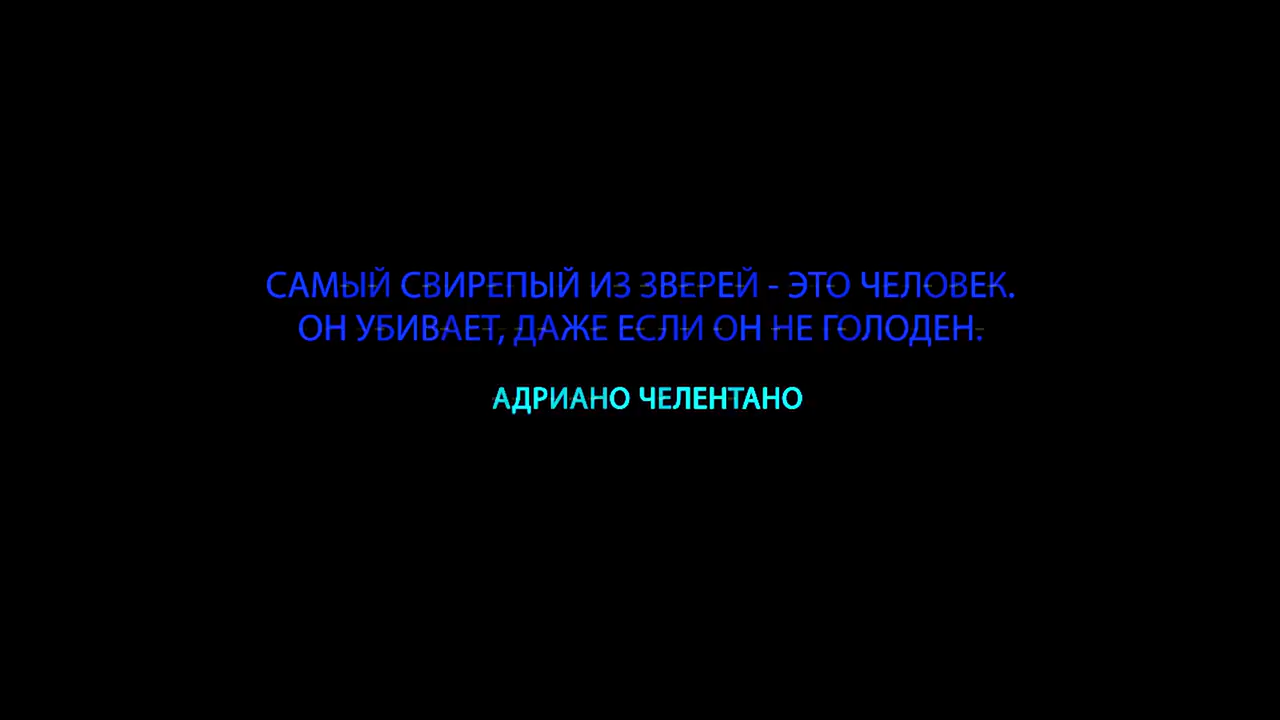 САМЫЙ СВИРЕПЫЙ ИЗ ЗВЕРЕЙ - ЭТО ЧЕЛОВЕК.
ОН УБИВАЕТ, ДАЖЕ ЕСЛИ ОН НЕ ГОЛОДЕН.
АДРИАНО ЧЕЛЕНТАНО